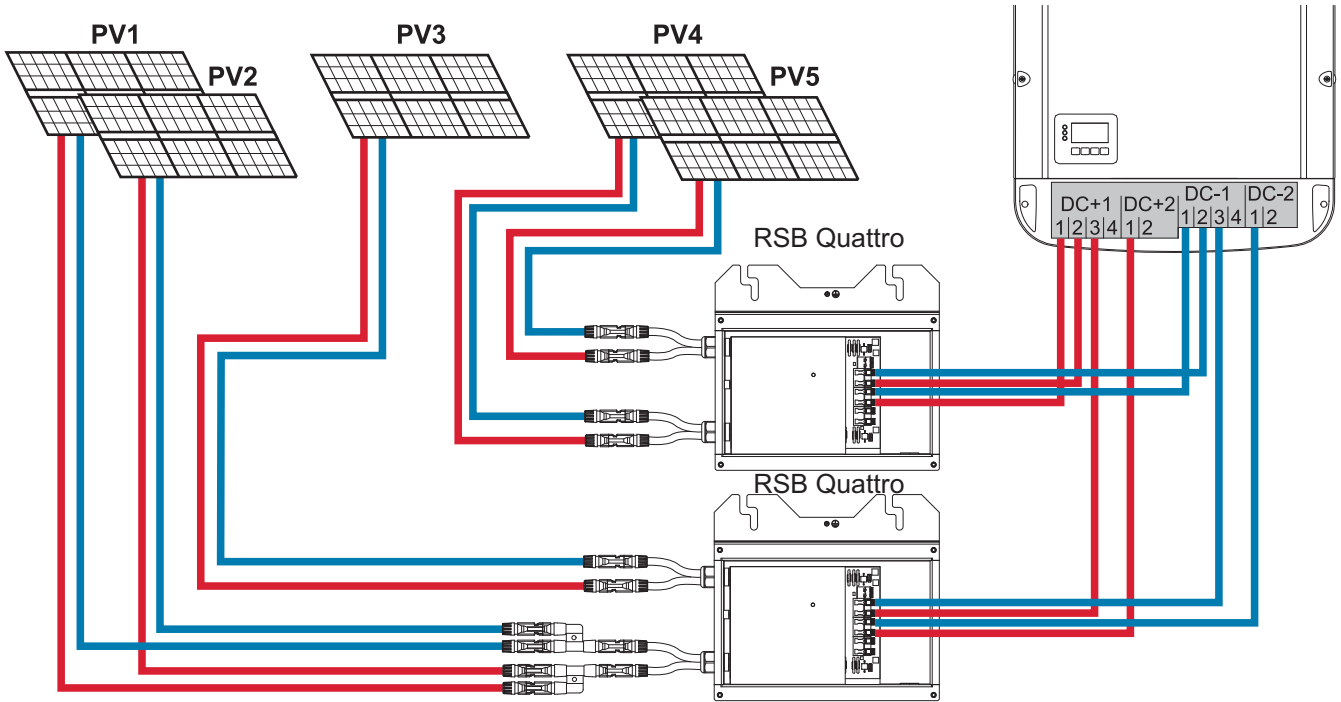 PV1
PV2
PV3
PV4
PV5
DC+1 DC+2 DC-1 DC-2
1 2 3 4 1 2 1 2 3 4 1 2
RSB Quattro
RSB Quattro